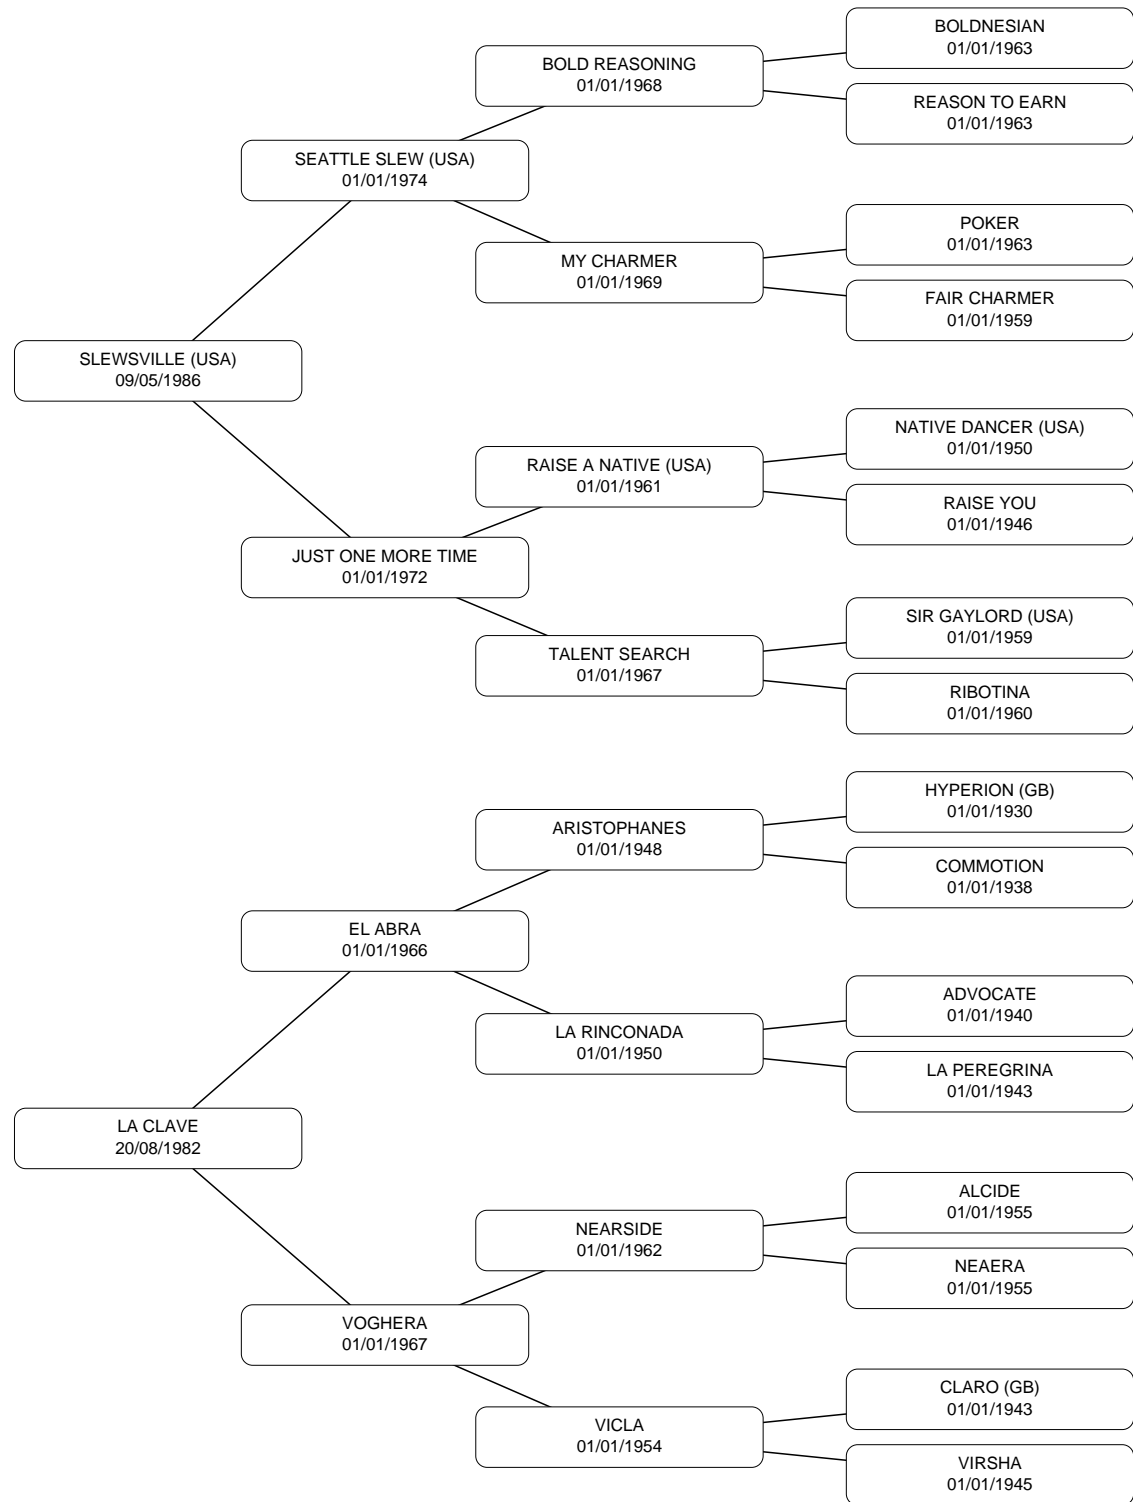 BOLDNESIAN
01/01/1963
BOLD REASONING
01/01/1968
REASON TO EARN
01/01/1963
SEATTLE SLEW (USA)
01/01/1974
POKER
01/01/1963
MY CHARMER
01/01/1969
FAIR CHARMER
01/01/1959
SLEWSVILLE (USA)
09/05/1986
NATIVE DANCER (USA)
01/01/1950
RAISE A NATIVE (USA)
01/01/1961
RAISE YOU
01/01/1946
JUST ONE MORE TIME
01/01/1972
SIR GAYLORD (USA)
01/01/1959
TALENT SEARCH
01/01/1967
RIBOTINA
01/01/1960
HYPERION (GB)
01/01/1930
ARISTOPHANES
01/01/1948
COMMOTION
01/01/1938
EL ABRA
01/01/1966
ADVOCATE
01/01/1940
LA RINCONADA
01/01/1950
LA PEREGRINA
01/01/1943
LA CLAVE
20/08/1982
ALCIDE
01/01/1955
NEARSIDE
01/01/1962
NEAERA
01/01/1955
VOGHERA
01/01/1967
CLARO (GB)
01/01/1943
VICLA
01/01/1954
VIRSHA
01/01/1945